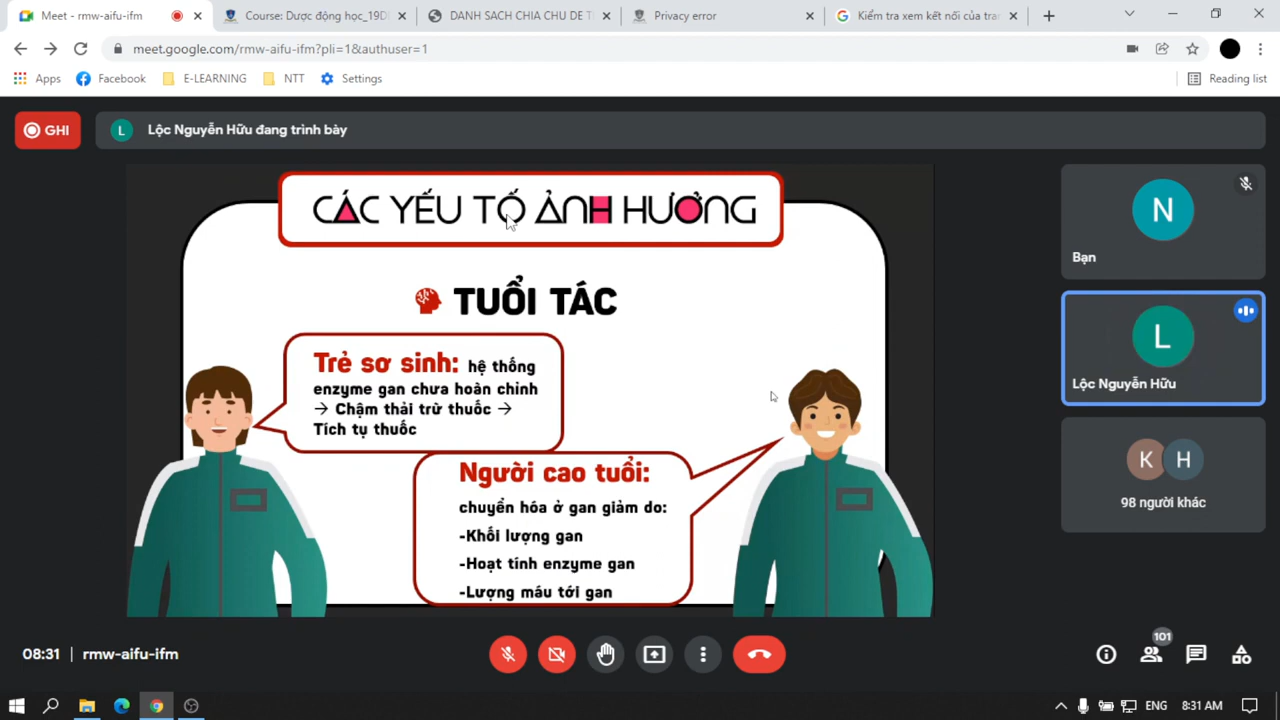 Meet - rmw-aifu-ifm
Course: Dược động học_19D
DANH SACH CHIA CHU DE T
Privacy error
Kiểm tra xem kết nối của tra
meet.google.com/rmw-aifu-ifm?pli=1&authuser=1
Apps
Facebook
E-LEARNING
NTT
Settings
Reading list
GHI
L
Lộc Nguyễn Hữu đang trình bày
CÁC YẾU TỐ ẢNH HƯỞNG
TUỔI TÁC
Trẻ sơ sinh: hệ thống
enzyme gan chưa hoàn chỉnh
→ Chậm thải trừ thuốc →
Tích tụ thuốc
Người cao tuổi:
chuyển hóa ở gan giảm do:
-Khối lượng gan
-Hoạt tính enzyme gan
-Lượng máu tới gan
N
Bạn
L
Lộc Nguyễn Hữu
K
H
98 người khác
08:31 | rmw-aifu-ifm
101
ENG
8:31 AM